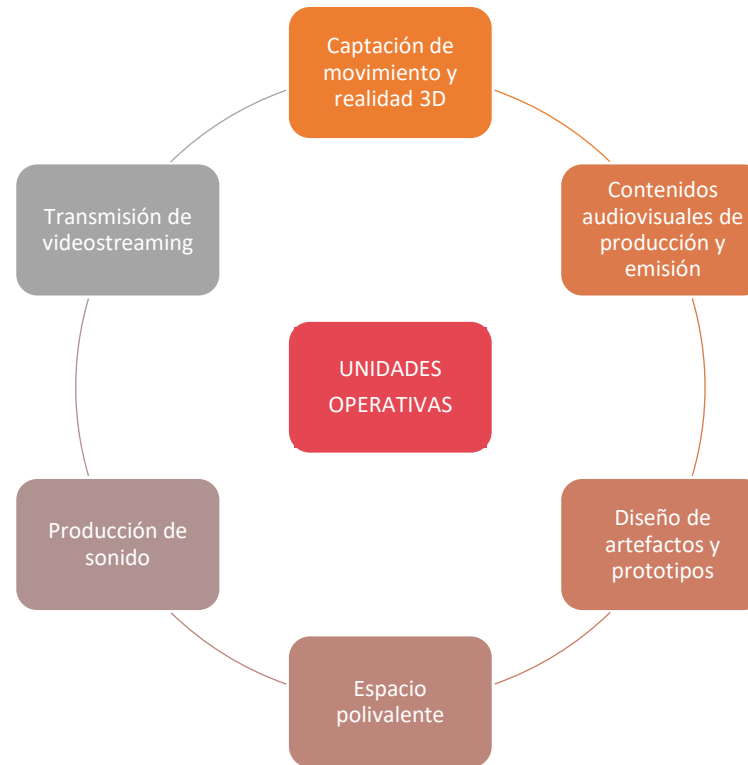 Captación de
movimiento y
realidad 3D
Contenidos
audiovisuales de
producción y
emisión
Diseño de
artefactos y
prototipos
Espacio
polivalente
Producción de
sonido
Transmisión de
videostreaming
UNIDADES
OPERATIVAS